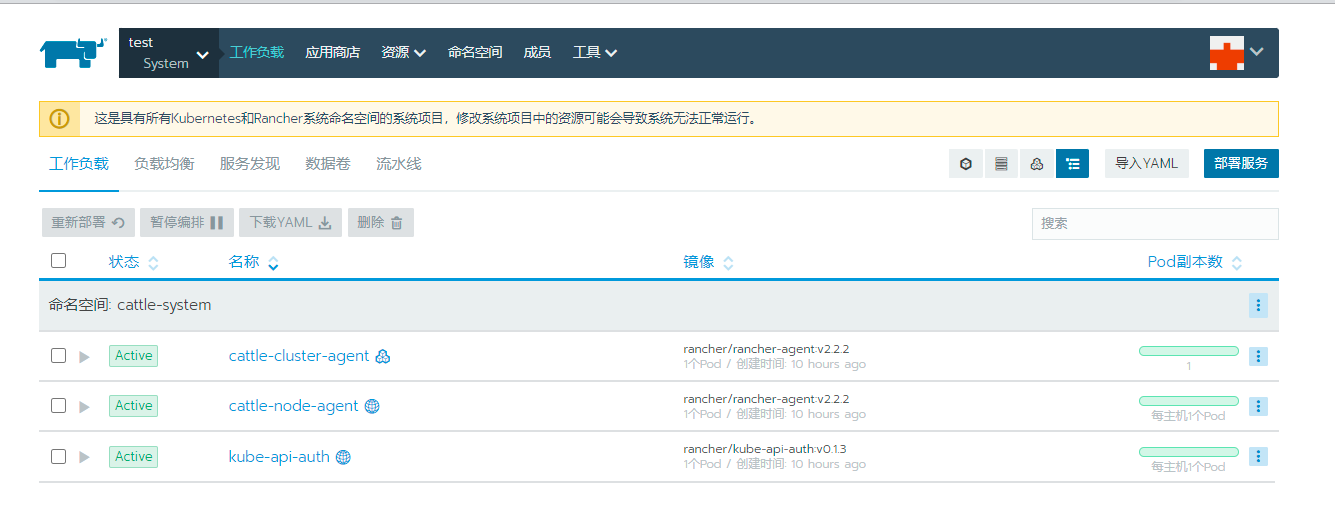 test
System
工作负载 应用商店 资源 命名空间 成员 工具
这是具有所有Kubernetes和Rancher系统命名空间的系统项目，修改系统项目中的资源可能会导致系统无法正常运行。
工作负载 负载均衡 服务发现 数据卷 流水线 导入YAML 部署服务
重新部署 暂停编排 下载YAML 删除 搜索
状态 名称 镜像 Pod副本数
命名空间: cattle-system
Active cattle-cluster-agent rancher/rancher-agent:v2.2.2
1个Pod / 创建时间: 10 hours ago 1
Active cattle-node-agent rancher/rancher-agent:v2.2.2
1个Pod / 创建时间: 10 hours ago 每主机1个Pod
Active kube-api-auth rancher/kube-api-auth:v0.1.3
1个Pod / 创建时间: 10 hours ago 每主机1个Pod